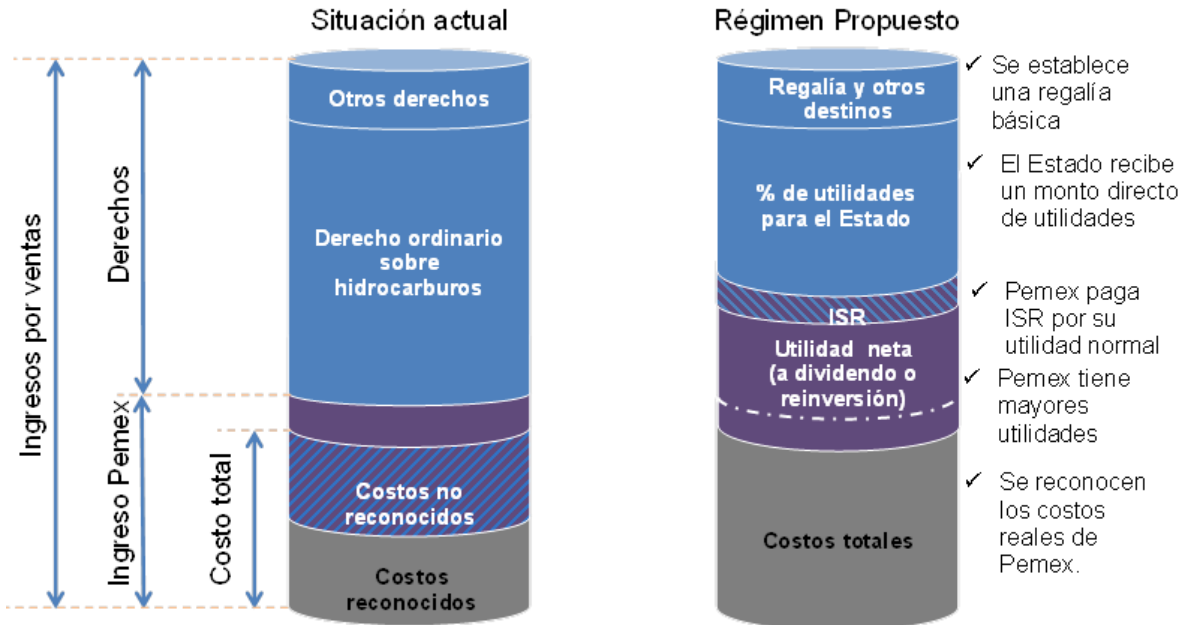 Situación actual
Régimen Propuesto
Ingresos por ventas
Derechos
Ingreso Pemex
Costo total
Otros derechos
Derecho ordinario
sobre
hidrocarburos
Costos no
reconocidos
Costos
reconocidos
Regalía y otros
destinos
% de utilidades
para el Estado
ISR
Utilidad neta
(a dividendo o
reinversión)
Costos totales
✓ Se establece
una regalía
básica
✓ El Estado recibe
un monto directo
de utilidades
✓ Pemex paga
ISR por su
utilidad normal
✓ Pemex tiene
mayores
utilidades
✓ Se reconocen
los costos
reales de
Pemex.